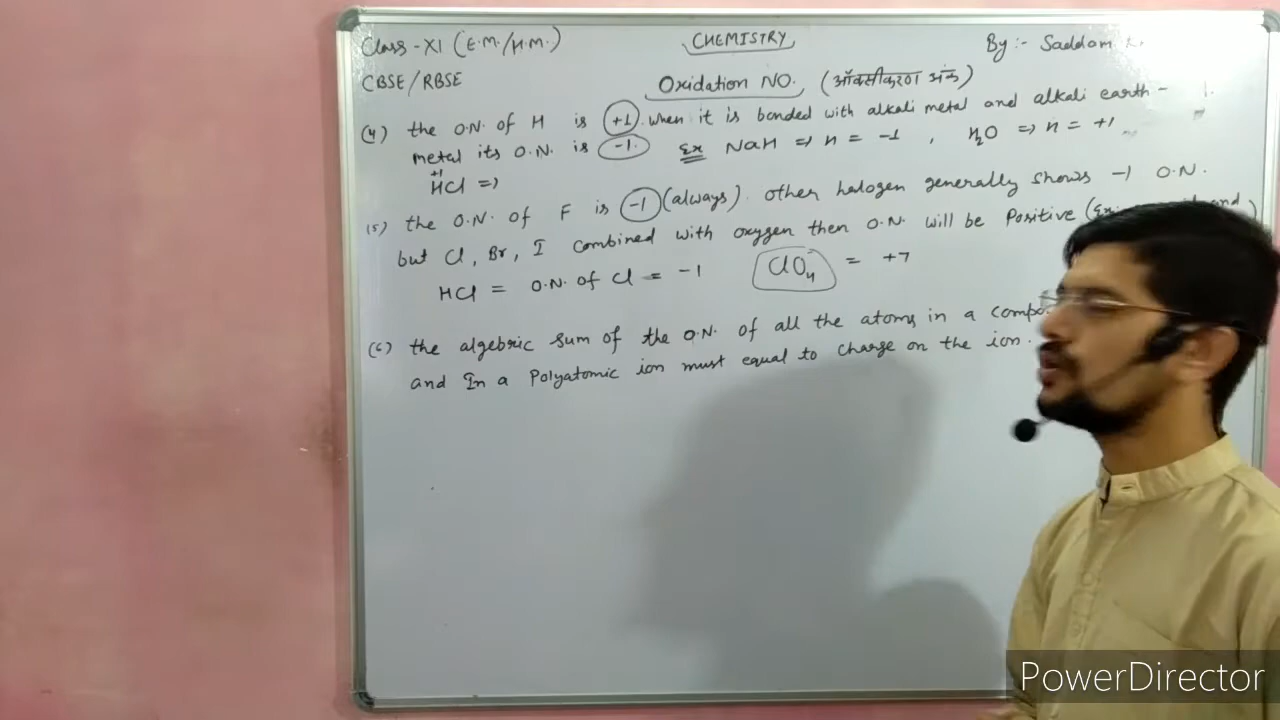 Class - XI (E.M./H.M.) CHEMISTRY By :- Saddam
CBSE/RBSE Oxidation NO. (ऑक्सीकरण अंक)
(4) the O.N. of H is +1 when it is bonded with alkali metal and alkali earth -
metal its O.N. is -1. Ex NaH => n = -1 , H2O => n = +1
+1
HCl =>
(5) the O.N. of F is -1 (always). other halogen generally shows -1 O.N.
but Cl, Br, I combined with oxygen then O.N. will be Positive
HCl = O.N. of Cl = -1 ClO4- = +7
(6) the algebric sum of the O.N. of all the atoms in a
and In a Polyatomic ion must equal to charge on the ion.
PowerDirector